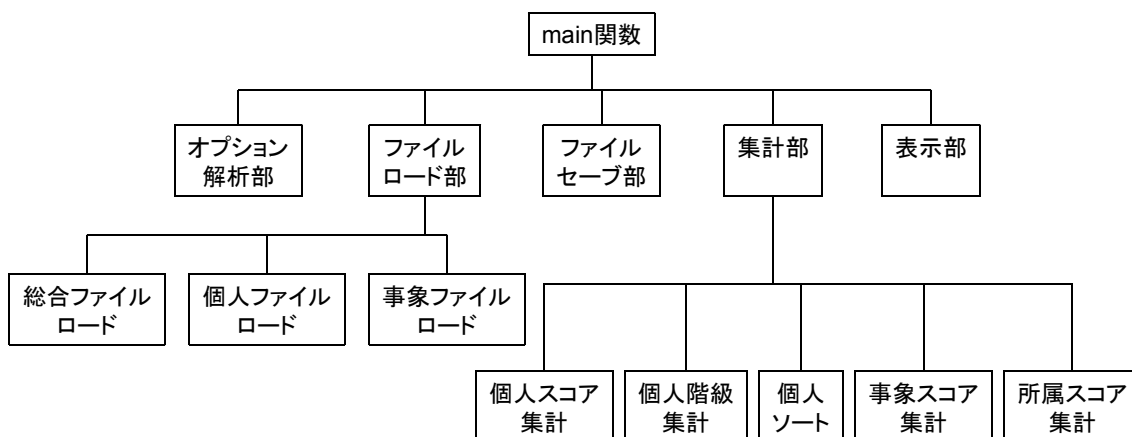 main関数
オプション
解析部
ファイル
ロード部
ファイル
セーブ部
集計部
表示部
総合ファイル
ロード
個人ファイル
ロード
事象ファイル
ロード
個人スコア
集計
個人階級
集計
個人
ソート
事象スコア
集計
所属スコア
集計